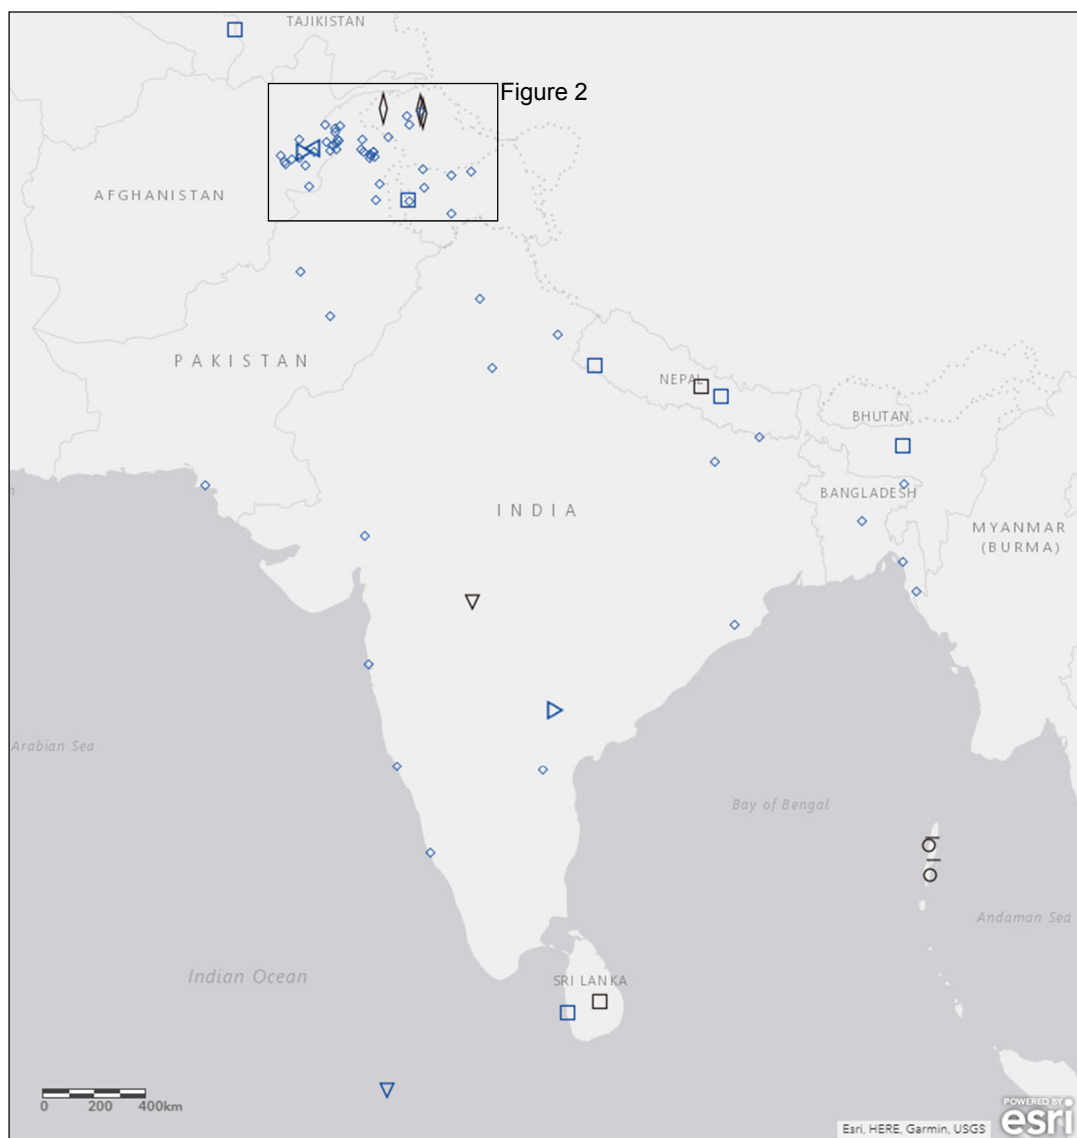 TAJIKISTAN
Figure 2
AFGHANISTAN
PAKISTAN
NEPAL
BHUTAN
INDIA
BANGLADESH
MYANMAR
(BURMA)
Arabian Sea
Bay of Bengal
Andaman Sea
Indian Ocean
SRI LANKA
0 200 400km
POWERED BY
esri
Esri, HERE, Garmin, USGS